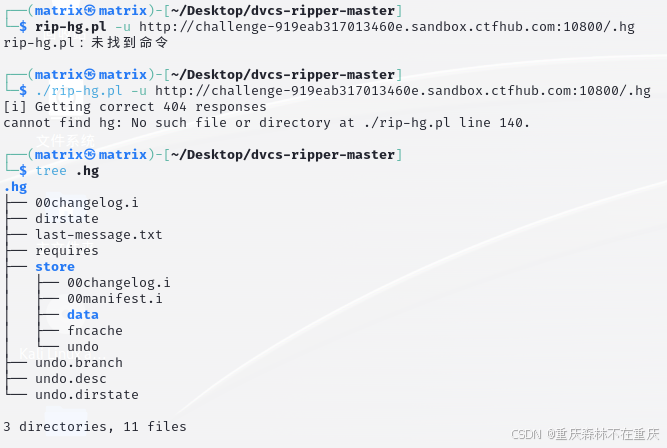 ┌──(matrix㉿matrix)-[~/Desktop/dvcs-ripper-master]
└─$ rip-hg.pl -u http://challenge-919eab317013460e.sandbox.ctfhub.com:10800/.hg
rip-hg.pl：未找到命令
┌──(matrix㉿matrix)-[~/Desktop/dvcs-ripper-master]
└─$ ./rip-hg.pl -u http://challenge-919eab317013460e.sandbox.ctfhub.com:10800/.hg
[i] Getting correct 404 responses
cannot find hg: No such file or directory at ./rip-hg.pl line 140.
文件系统
┌──(matrix㉿matrix)-[~/Desktop/dvcs-ripper-master]
└─$ tree .hg
.hg
├── 00changelog.i
├── dirstate
├── last-message.txt
├── requires
├── store
│   ├── 00changelog.i
│   ├── 00manifest.i
│   ├── data
│   ├── fncache
│   └── undo
├── undo.branch
├── undo.desc
└── undo.dirstate
3 directories, 11 files
CSDN @重庆森林不在重庆